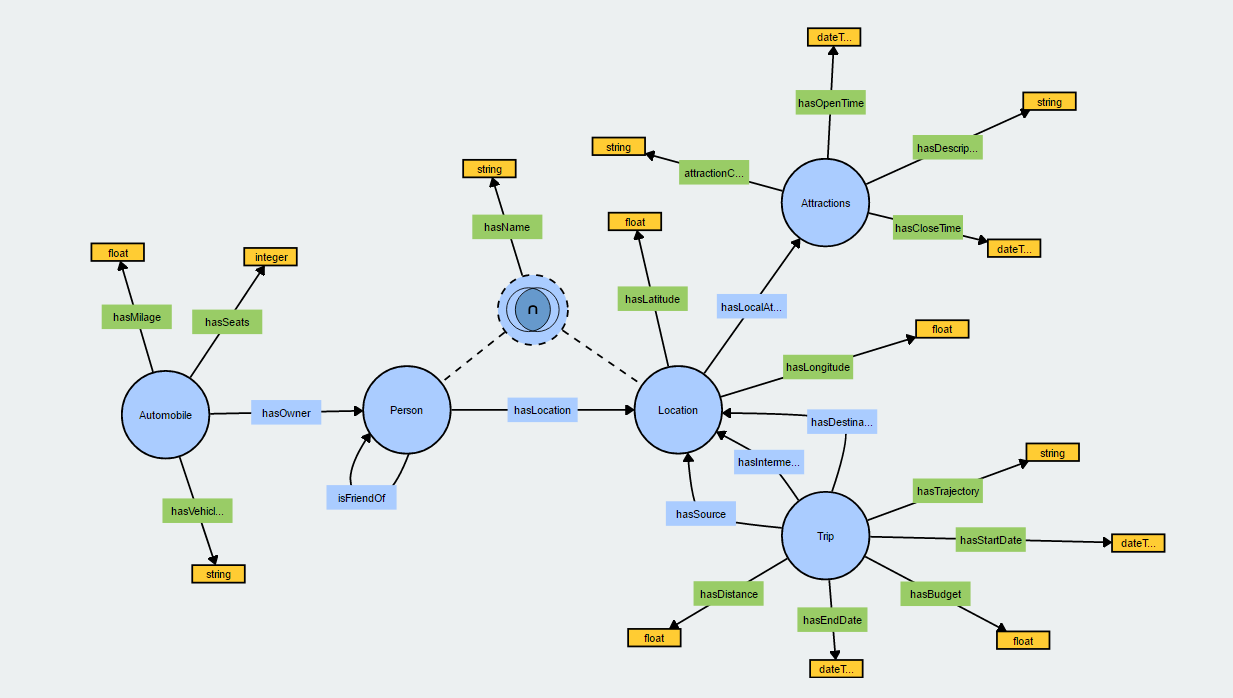 dateT...
hasOpenTime
string
string
hasDescrip...
attractionC...
string
Attractions
float
hasName
hasCloseTime
dateT...
float
integer
hasLatitude
hasLocalAt...
∩
hasMilage
hasSeats
float
hasLongitude
Automobile
hasOwner
Person
hasLocation
Location
hasDestina...
hasInterme...
string
isFriendOf
hasTrajectory
hasVehicl...
hasSource
Trip
hasStartDate
dateT...
string
hasDistance
hasBudget
hasEndDate
float
float
dateT...